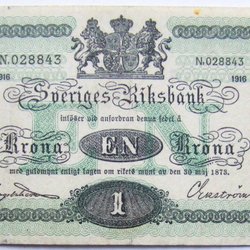 N.028843 N.028843
1916 1916
Sveriges Riksbank
inlöser vid anfordran denna sedel å
Krona EN Krona
med guldmynt enligt lagen om rikets mynt av den 30 maj 1873.
1